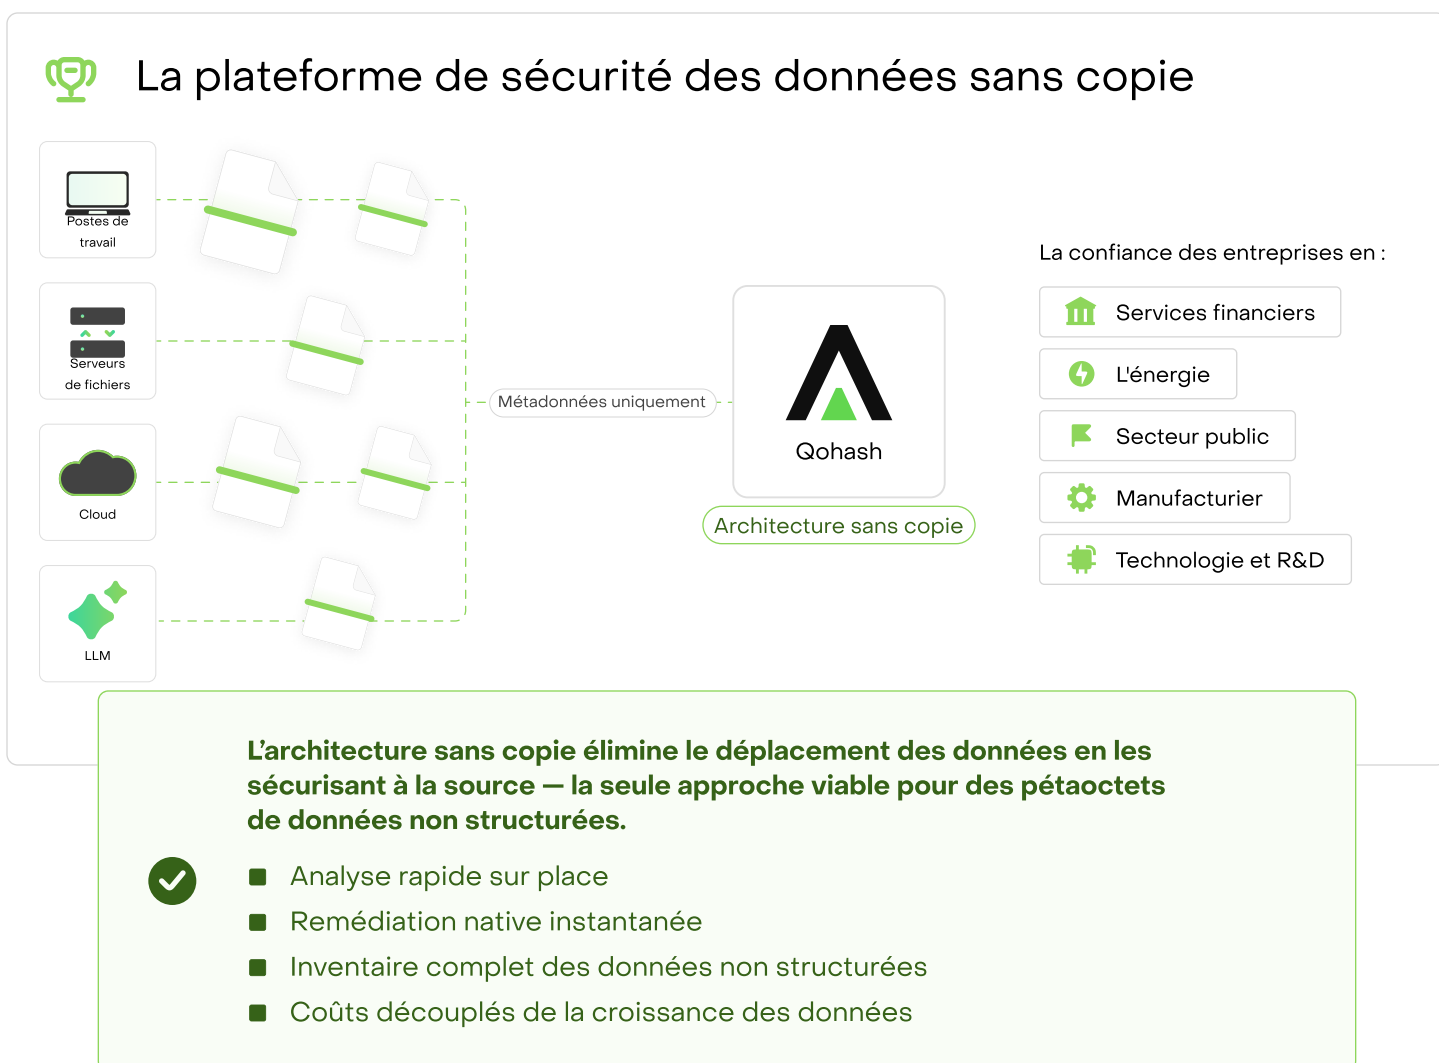 La plateforme de sécurité des données sans copie
Postes de
travail
Serveurs
de fichiers
Cloud
LLM
Métadonnées uniquement
Qohash
Architecture sans copie
La confiance des entreprises en :
Services financiers
L'énergie
Secteur public
Manufacturier
Technologie et R&D
L’architecture sans copie élimine le déplacement des données en les
sécurisant à la source — la seule approche viable pour des pétaoctets
de données non structurées.
Analyse rapide sur place
Remédiation native instantanée
Inventaire complet des données non structurées
Coûts découplés de la croissance des données